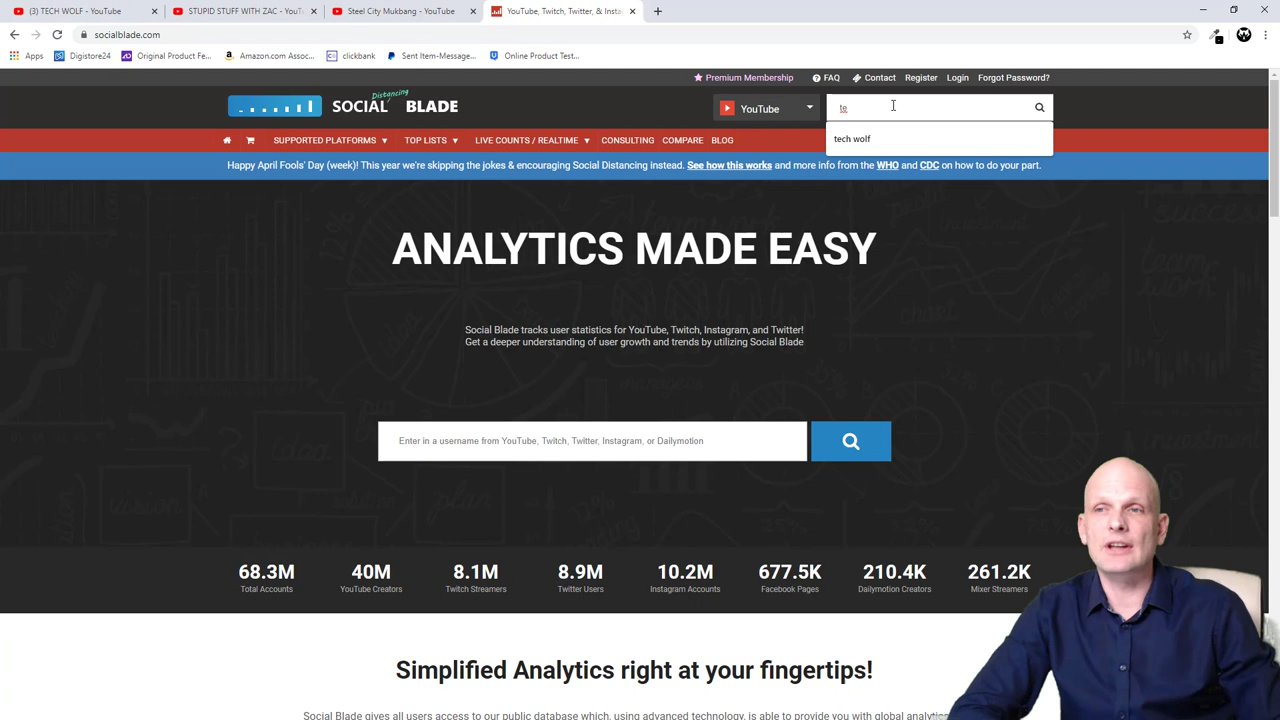 (3) TECH WOLF - YouTube
STUPID STUFF WITH ZAC - YouT
Steel City Mukbang - YouTube
YouTube, Twitch, Twitter, & Insta
socialblade.com
Apps
Digistore24
Original Product Fe...
Amazon.com Assoc...
clickbank
Sent Item-Message...
Online Product Test...
Premium Membership
FAQ
Contact
Register
Login
Forgot Password?
SOCIAL Distancing BLADE
YouTube
te
tech wolf
SUPPORTED PLATFORMS
TOP LISTS
LIVE COUNTS / REALTIME
CONSULTING
COMPARE
BLOG
Happy April Fools' Day (week)! This year we're skipping the jokes & encouraging Social Distancing instead. See how this works and more info from the WHO and CDC on how to do your part.
ANALYTICS MADE EASY
Social Blade tracks user statistics for YouTube, Twitch, Instagram, and Twitter!
Get a deeper understanding of user growth and trends by utilizing Social Blade
Enter in a username from YouTube, Twitch, Twitter, Instagram, or Dailymotion
68.3M
Total Accounts
40M
YouTube Creators
8.1M
Twitch Streamers
8.9M
Twitter Users
10.2M
Instagram Accounts
677.5K
Facebook Pages
210.4K
Dailymotion Creators
261.2K
Mixer Streamers
Simplified Analytics right at your fingertips!
Social Blade gives all users access to our public database which, using advanced technology, is able to provide you with global analytic